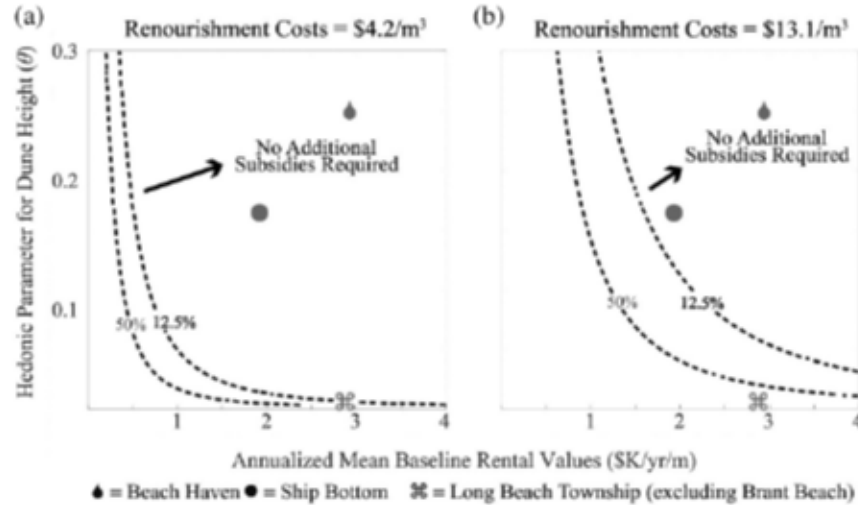 (a)
Renourishment Costs = $4.2/m³
(b)
Renourishment Costs = $13.1/m³
Hedonic Parameter for Dune Height (θ)
0.3
0.2
0.1
No Additional
Subsidies Required
50%
12.5%
1
2
3
4
No Additional
Subsidies Required
50%
12.5%
1
2
3
4
Annualized Mean Baseline Rental Values ($K/yr/m)
= Beach Haven ● = Ship Bottom ⌘ = Long Beach Township (excluding Brant Beach)